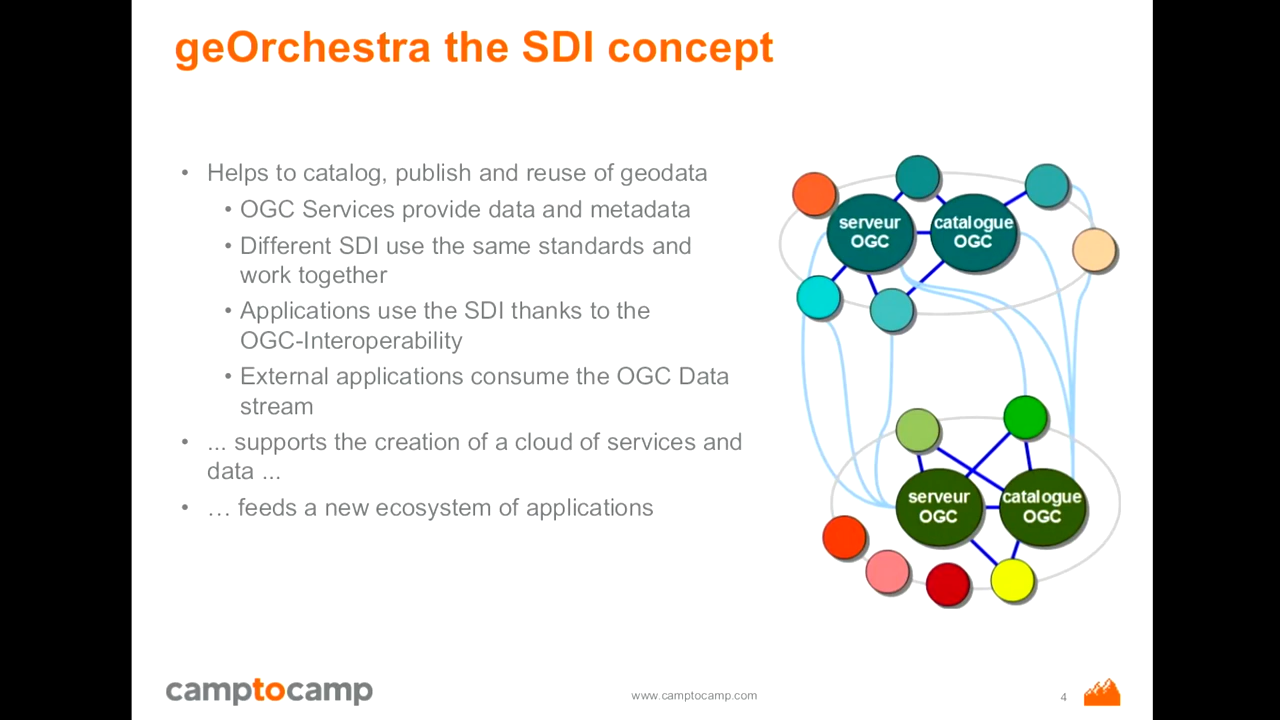 geOrchestra the SDI concept
• Helps to catalog, publish and reuse of geodata
• OGC Services provide data and metadata
• Different SDI use the same standards and
work together
• Applications use the SDI thanks to the
OGC-Interoperability
• External applications consume the OGC Data
stream
• ... supports the creation of a cloud of services and
data ...
• … feeds a new ecosystem of applications
serveur
OGC
catalogue
OGC
serveur
OGC
catalogue
OGC
camptocamp
www.camptocamp.com
4